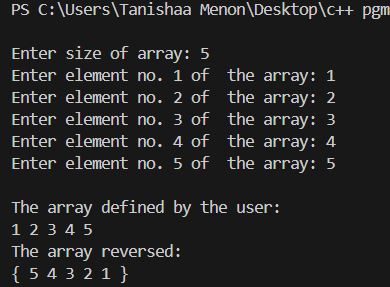 PS C:\Users\Tanishaa Menon\Desktop\c++ pgm
Enter size of array: 5
Enter element no. 1 of  the array: 1
Enter element no. 2 of  the array: 2
Enter element no. 3 of  the array: 3
Enter element no. 4 of  the array: 4
Enter element no. 5 of  the array: 5
The array defined by the user:
1 2 3 4 5
The array reversed:
{ 5 4 3 2 1 }